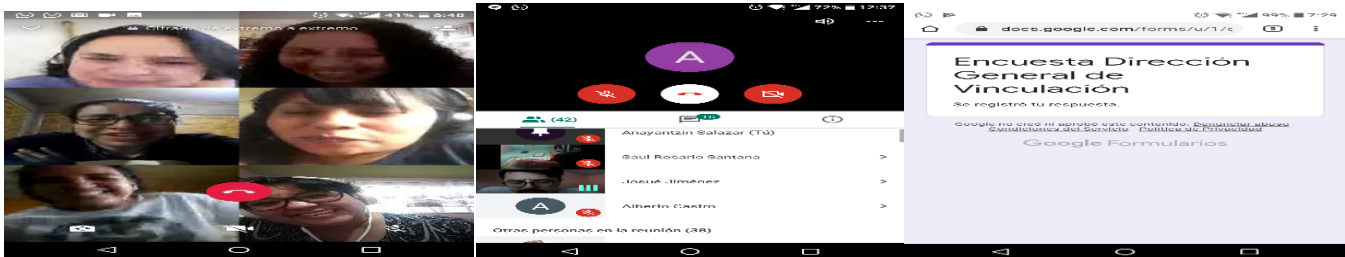 41% 6:48
Cifrado de extremo a extremo
72% 12:37
A
(42)
10
Anayantzin Salazar (Tú)
Saul Rosario Santana
Josué Jiménez
A
Alberto Castro
Otras personas en la reunión (38)
99% 7:29
docs.google.com/forms/u/1/c
Encuesta Dirección
General de
Vinculación
Se registró tu respuesta.
Google no creó ni aprobó este contenido. Denunciar abuso
Condiciones del Servicio Política de Privacidad
Google Formularios